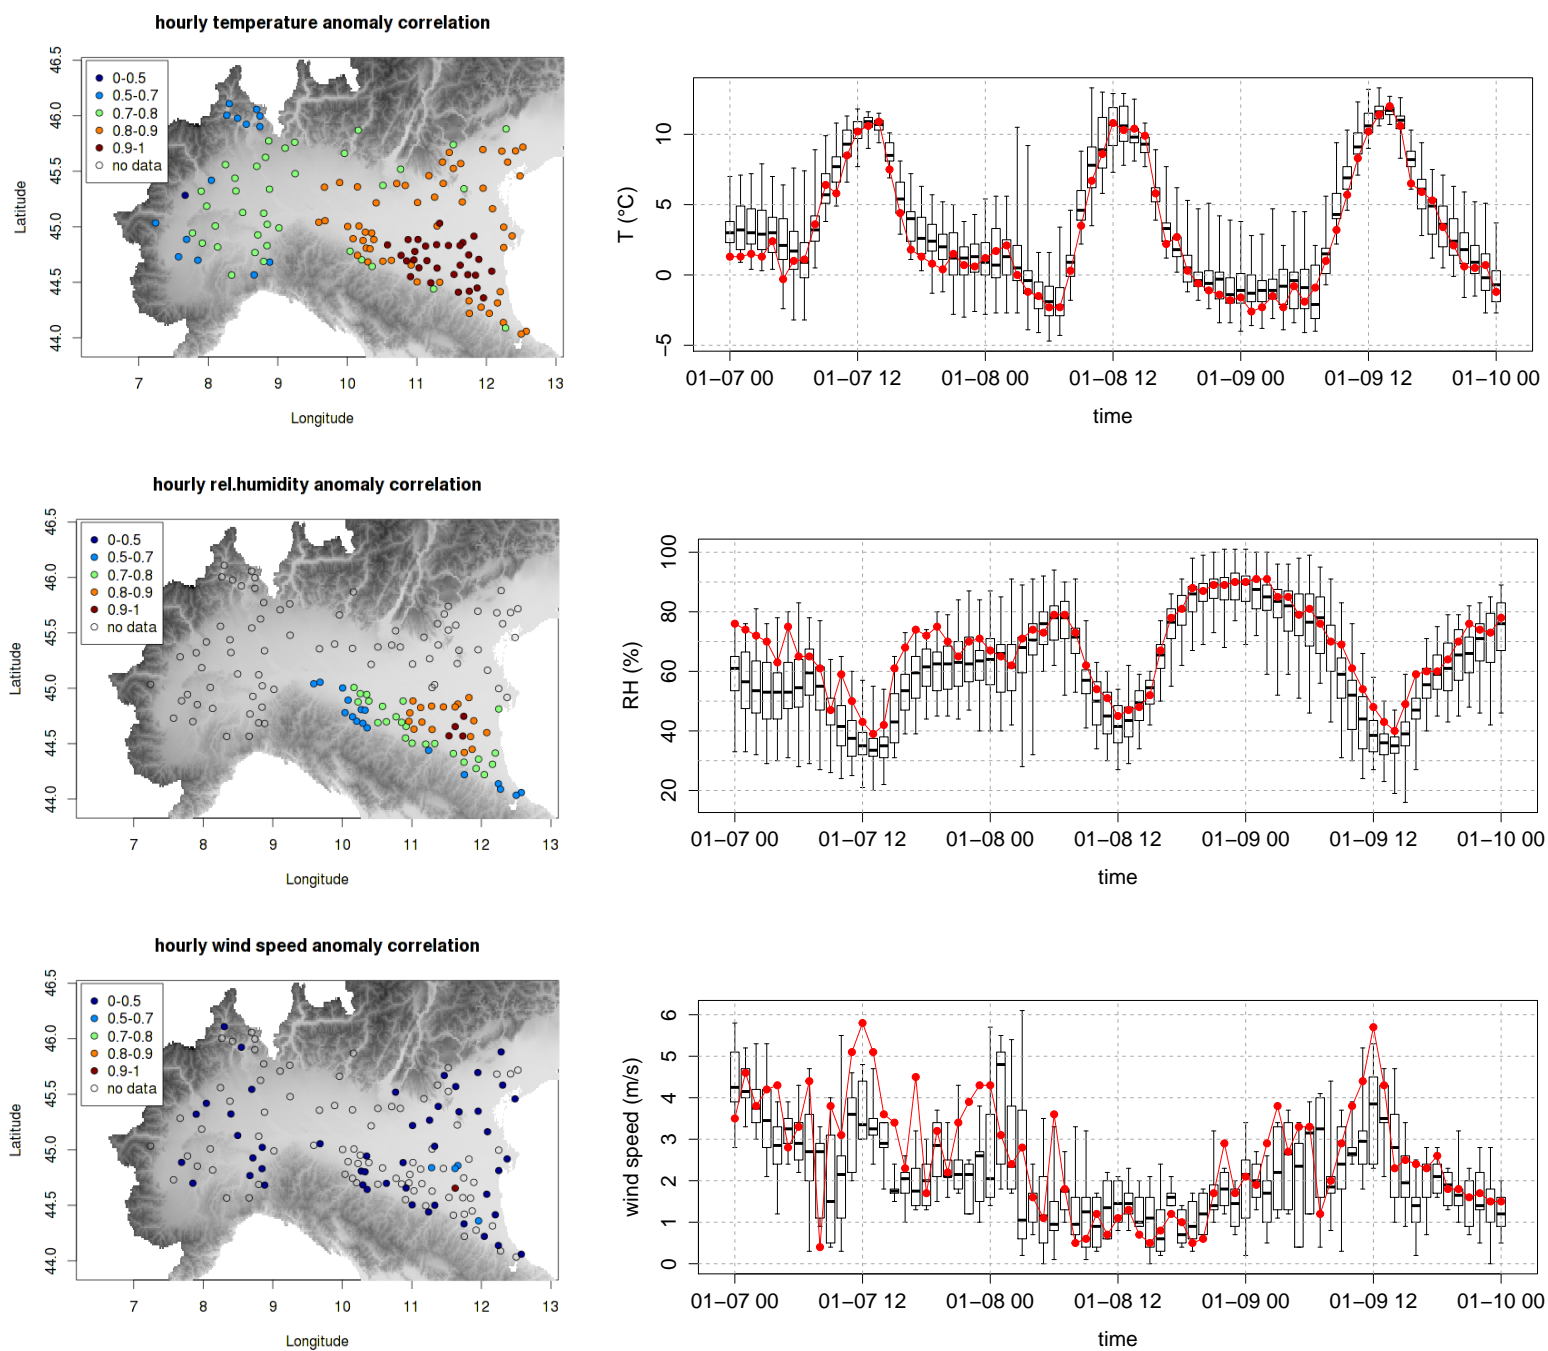 hourly temperature anomaly correlation
0-0.5
0.5-0.7
0.7-0.8
0.8-0.9
0.9-1
no data
Latitude
46.5
46.0
45.5
45.0
44.5
44.0
7 8 9 10 11 12 13
Longitude
T (°C)
10
5
0
−5
01−07 00 01−07 12 01−08 00 01−08 12 01−09 00 01−09 12 01−10 00
time
hourly rel.humidity anomaly correlation
0-0.5
0.5-0.7
0.7-0.8
0.8-0.9
0.9-1
no data
Latitude
46.5
46.0
45.5
45.0
44.5
44.0
7 8 9 10 11 12 13
Longitude
RH (%)
100
80
60
40
20
01−07 00 01−07 12 01−08 00 01−08 12 01−09 00 01−09 12 01−10 00
time
hourly wind speed anomaly correlation
0-0.5
0.5-0.7
0.7-0.8
0.8-0.9
0.9-1
no data
Latitude
46.5
46.0
45.5
45.0
44.5
44.0
7 8 9 10 11 12 13
Longitude
wind speed (m/s)
6
5
4
3
2
1
0
01−07 00 01−07 12 01−08 00 01−08 12 01−09 00 01−09 12 01−10 00
time